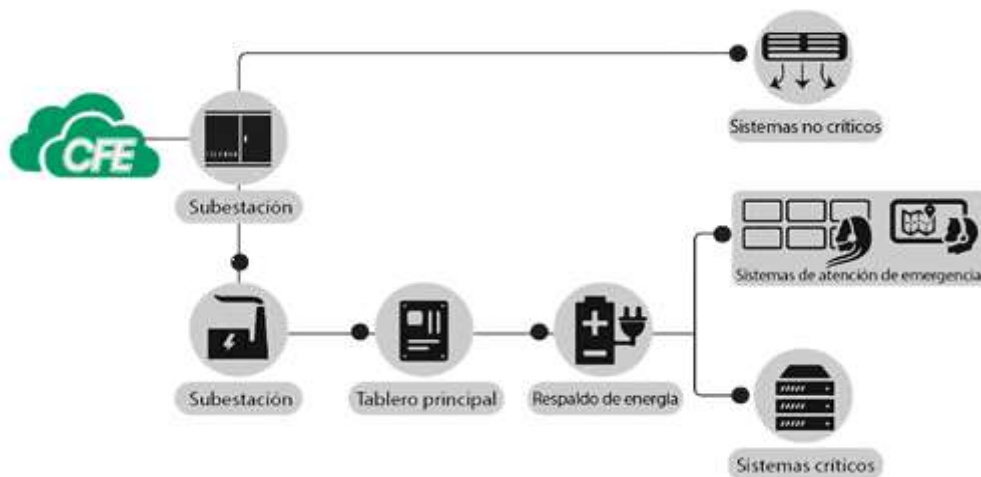 Sistemas no críticos
CFE
Subestación
Sistemas de atención de emergencia
Subestación
Tablero principal
Respaldo de energía
Sistemas críticos